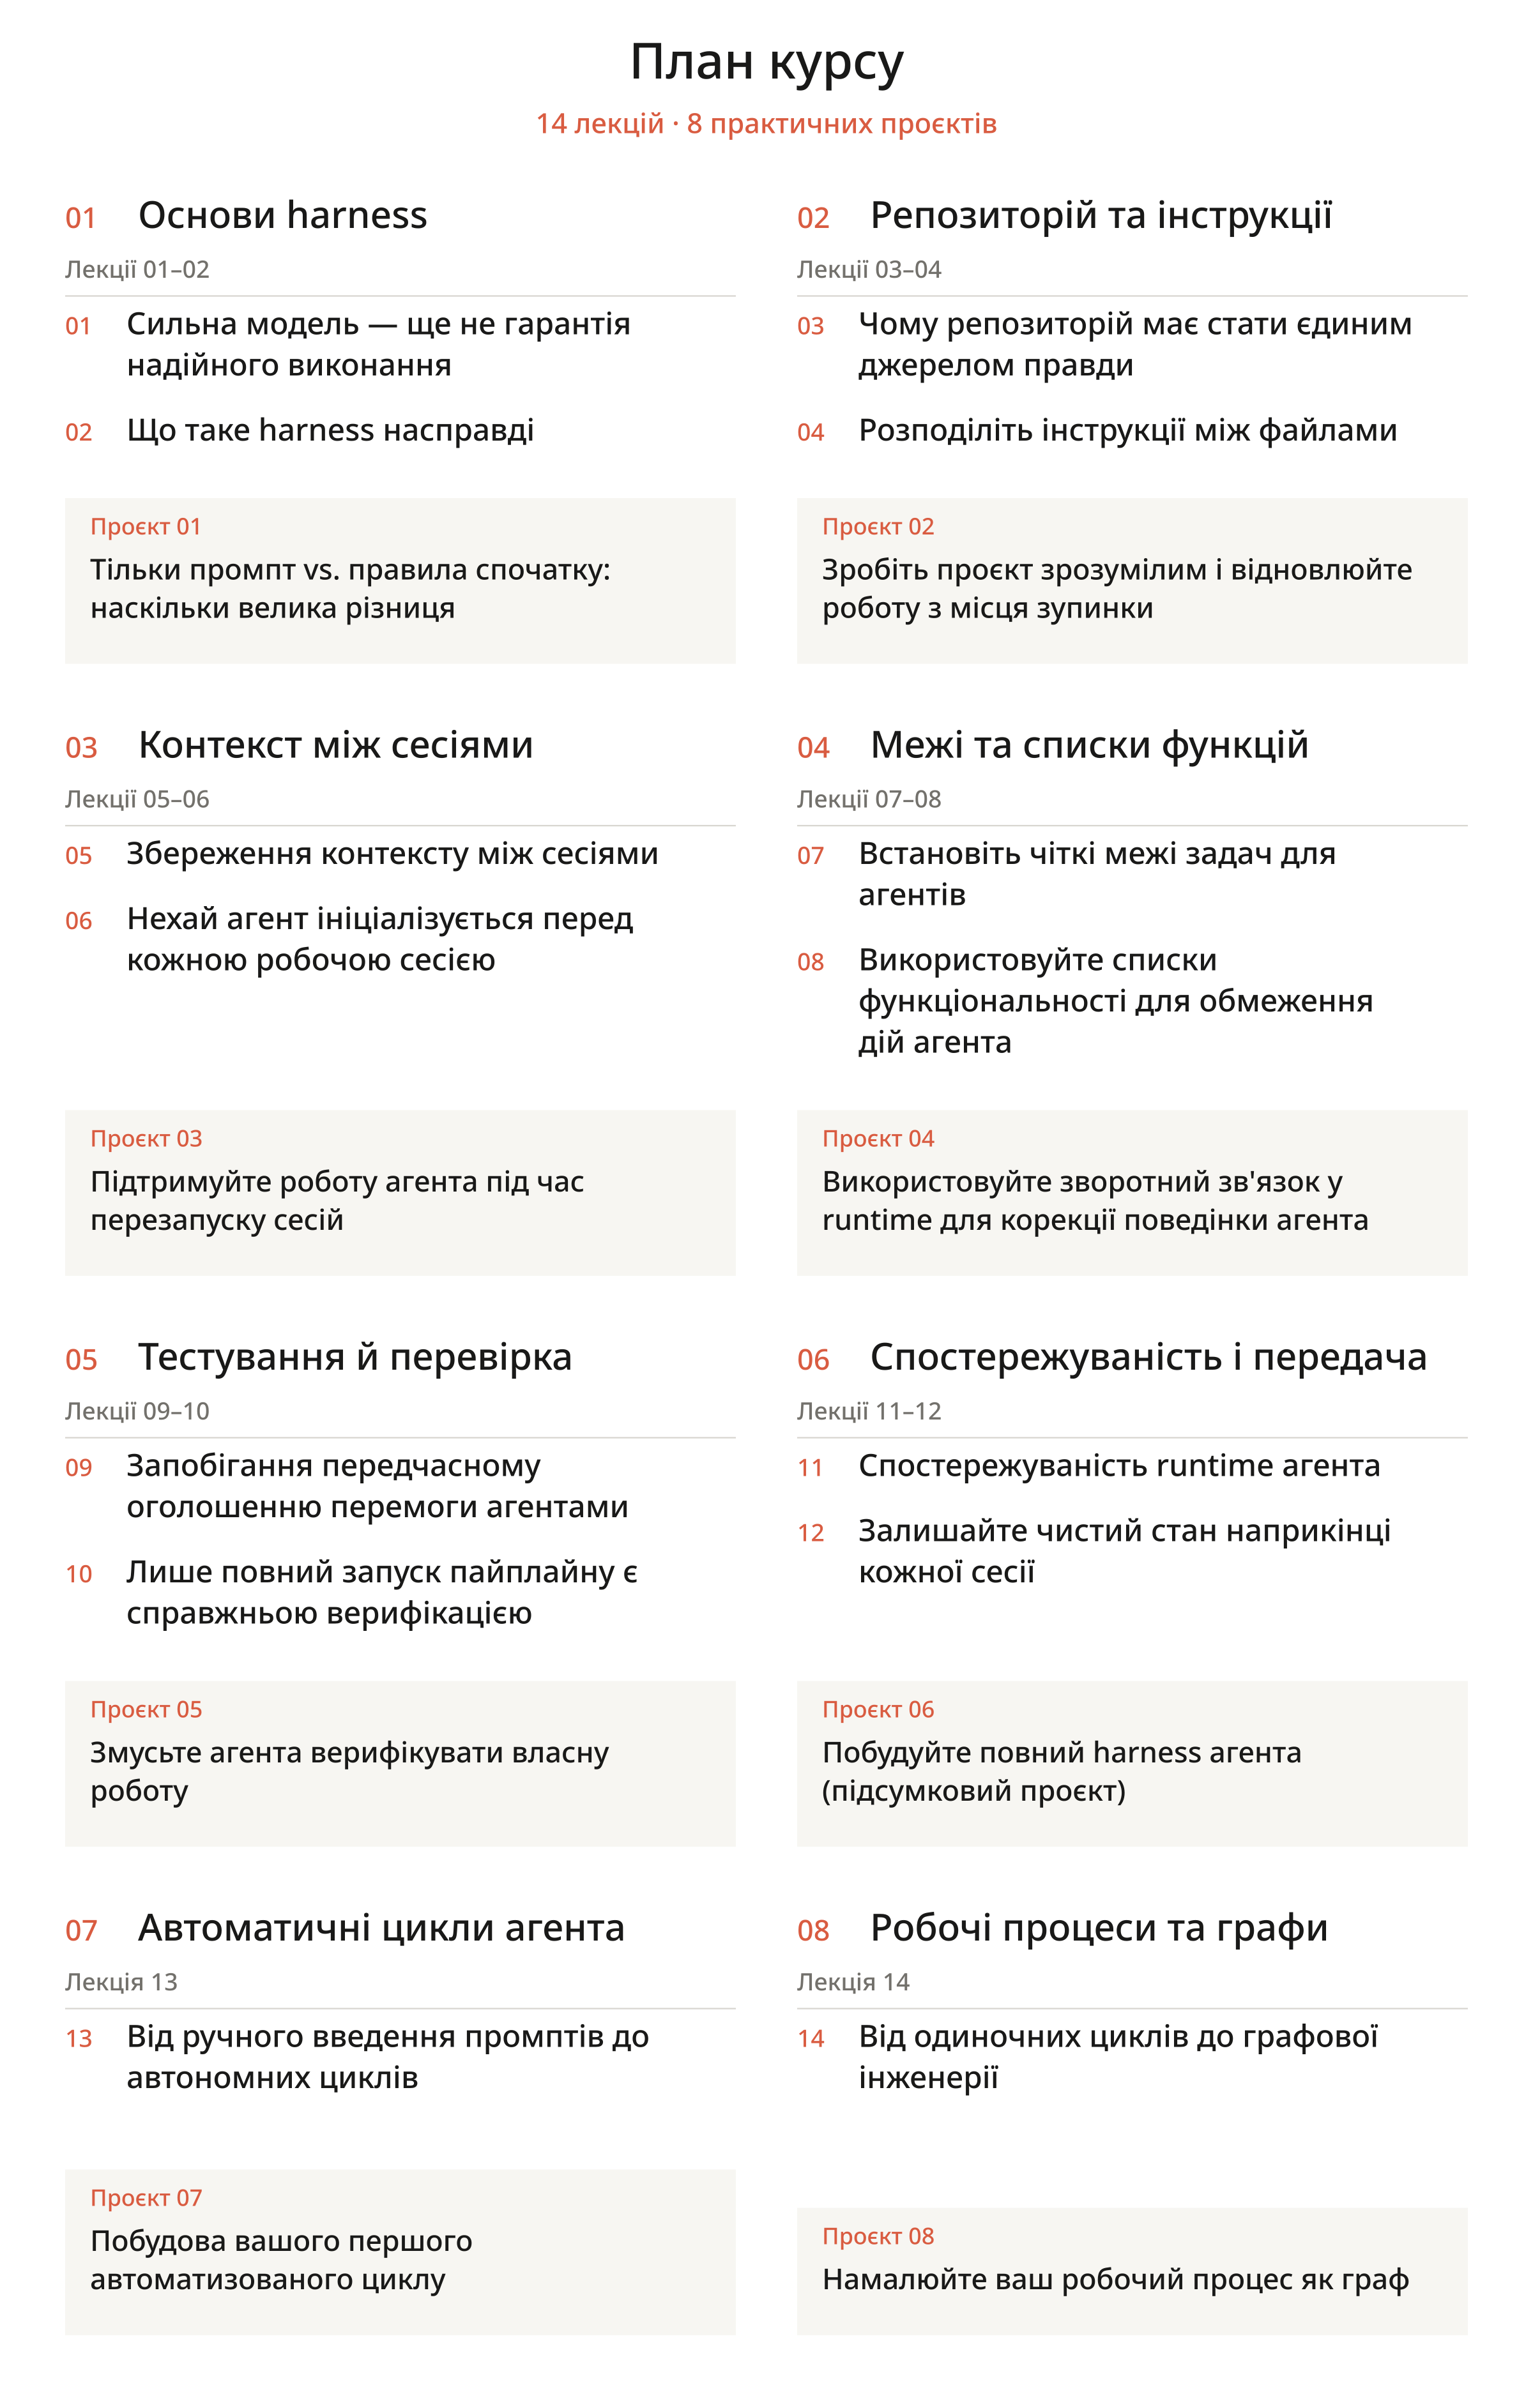 План курсу
14 лекцій · 8 практичних проєктів
01 Основи harness
Лекції 01–02
01 Сильна модель — ще не гарантія
надійного виконання
02 Що таке harness насправді
Проєкт 01
Тільки промпт vs. правила спочатку:
наскільки велика різниця
02 Репозиторій та інструкції
Лекції 03–04
03 Чому репозиторій має стати єдиним
джерелом правди
04 Розподіліть інструкції між файлами
Проєкт 02
Зробіть проєкт зрозумілим і відновлюйте
роботу з місця зупинки
03 Контекст між сесіями
Лекції 05–06
05 Збереження контексту між сесіями
06 Нехай агент ініціалізується перед
кожною робочою сесією
Проєкт 03
Підтримуйте роботу агента під час
перезапуску сесій
04 Межі та списки функцій
Лекції 07–08
07 Встановіть чіткі межі задач для
агентів
08 Використовуйте списки
функціональності для обмеження
дій агента
Проєкт 04
Використовуйте зворотний зв'язок у
runtime для корекції поведінки агента
05 Тестування й перевірка
Лекції 09–10
09 Запобігання передчасному
оголошенню перемоги агентами
10 Лише повний запуск пайплайну є
справжньою верифікацією
Проєкт 05
Змусьте агента верифікувати власну
роботу
06 Спостережуваність і передача
Лекції 11–12
11 Спостережуваність runtime агента
12 Залишайте чистий стан наприкінці
кожної сесії
Проєкт 06
Побудуйте повний harness агента
(підсумковий проєкт)
07 Автоматичні цикли агента
Лекція 13
13 Від ручного введення промптів до
автономних циклів
Проєкт 07
Побудова вашого першого
автоматизованого циклу
08 Робочі процеси та графи
Лекція 14
14 Від одиночних циклів до графової
інженерії
Проєкт 08
Намалюйте ваш робочий процес як граф